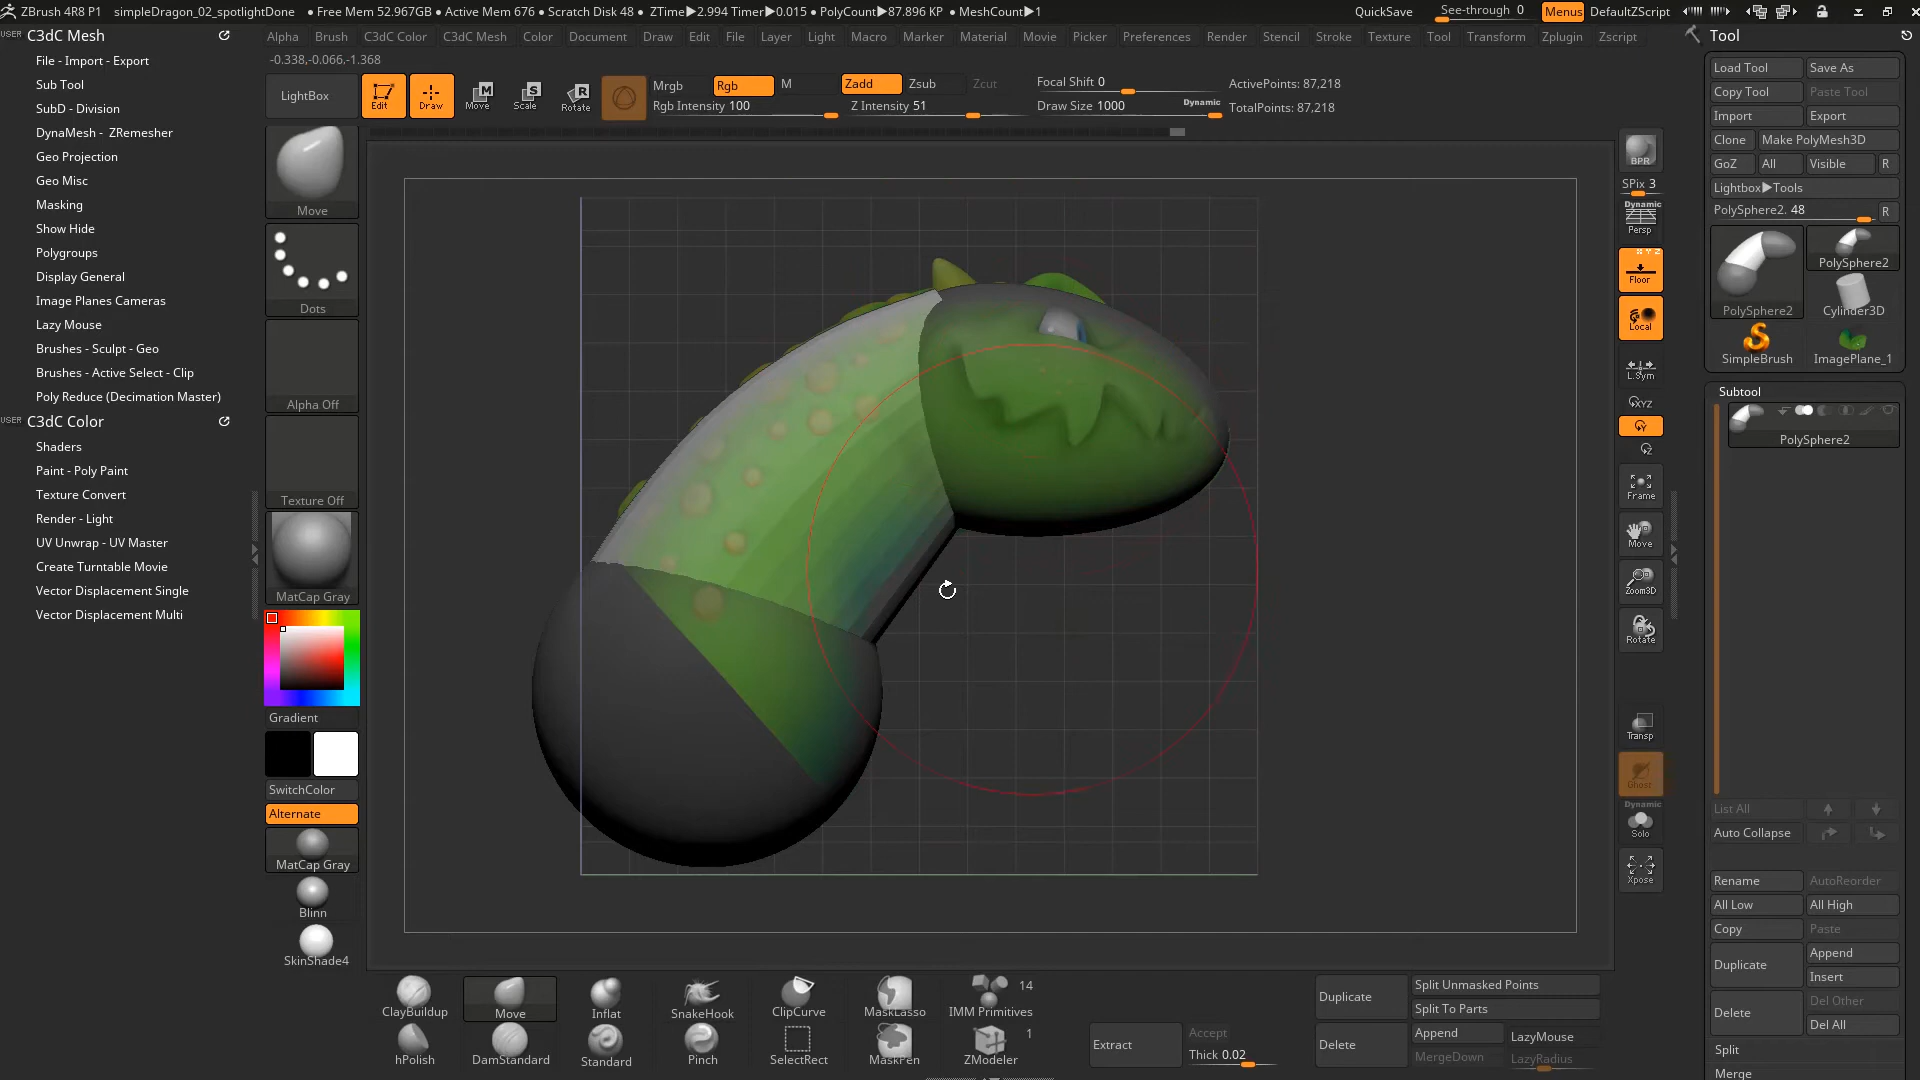 ZBrush 4R8 P1 simpleDragon_02_spotlightDone ● Free Mem 52.967GB ● Active Mem 676 ● Scratch Disk 48 ● ZTime▶2.994 Timer▶0.015 ● PolyCount▶87.896 KP ● MeshCount▶1 QuickSave See-through 0 Menus DefaultZScript
USER C3dC Mesh
Alpha Brush C3dC Color C3dC Mesh Color Document Draw Edit File Layer Light Macro Marker Material Movie Picker Preferences Render Stencil Stroke Texture Tool Transform Zplugin Zscript
Tool
-0.338,-0.066,-1.368
File - Import - Export
Sub Tool
SubD - Division
DynaMesh - ZRemesher
Geo Projection
Geo Misc
Masking
Show Hide
Polygroups
Display General
Image Planes Cameras
Lazy Mouse
Brushes - Sculpt - Geo
Brushes - Active Select - Clip
Poly Reduce (Decimation Master)
USER C3dC Color
Shaders
Paint - Poly Paint
Texture Convert
Render - Light
UV Unwrap - UV Master
Create Turntable Movie
Vector Displacement Single
Vector Displacement Multi
LightBox
Edit Draw Move Scale Rotate
Mrgb Rgb M
Rgb Intensity 100
Zadd Zsub Zcut
Z Intensity 51
Focal Shift 0
Draw Size 1000 Dynamic
ActivePoints: 87,218
TotalPoints: 87,218
Move
Dots
Alpha Off
Texture Off
MatCap Gray
Gradient
SwitchColor
Alternate
MatCap Gray
Blinn
SkinShade4
BPR
SPix 3
Dynamic
Persp
X Y Z
Floor
Local
L.Sym
XYZ
Y
Z
Frame
Move
Zoom3D
Rotate
Transp
Ghost
Dynamic
Solo
Xpose
Load Tool Save As
Copy Tool Paste Tool
Import Export
Clone Make PolyMesh3D
GoZ All Visible R
Lightbox▶Tools
PolySphere2. 48 R
PolySphere2
PolySphere2
Cylinder3D
SimpleBrush ImagePlane_1
Subtool
PolySphere2
List All
Auto Collapse
Rename AutoReorder
All Low All High
Copy Paste
Duplicate Append
Insert
Delete Del Other
Del All
Split
Merge
ClayBuildup Move Inflat SnakeHook ClipCurve MaskLasso IMM Primitives 14
hPolish DamStandard Standard Pinch SelectRect MaskPen ZModeler 1
Extract Accept
Thick 0.02
Duplicate Split Unmasked Points
Split To Parts
Delete Append LazyMouse
MergeDown LazyRadius